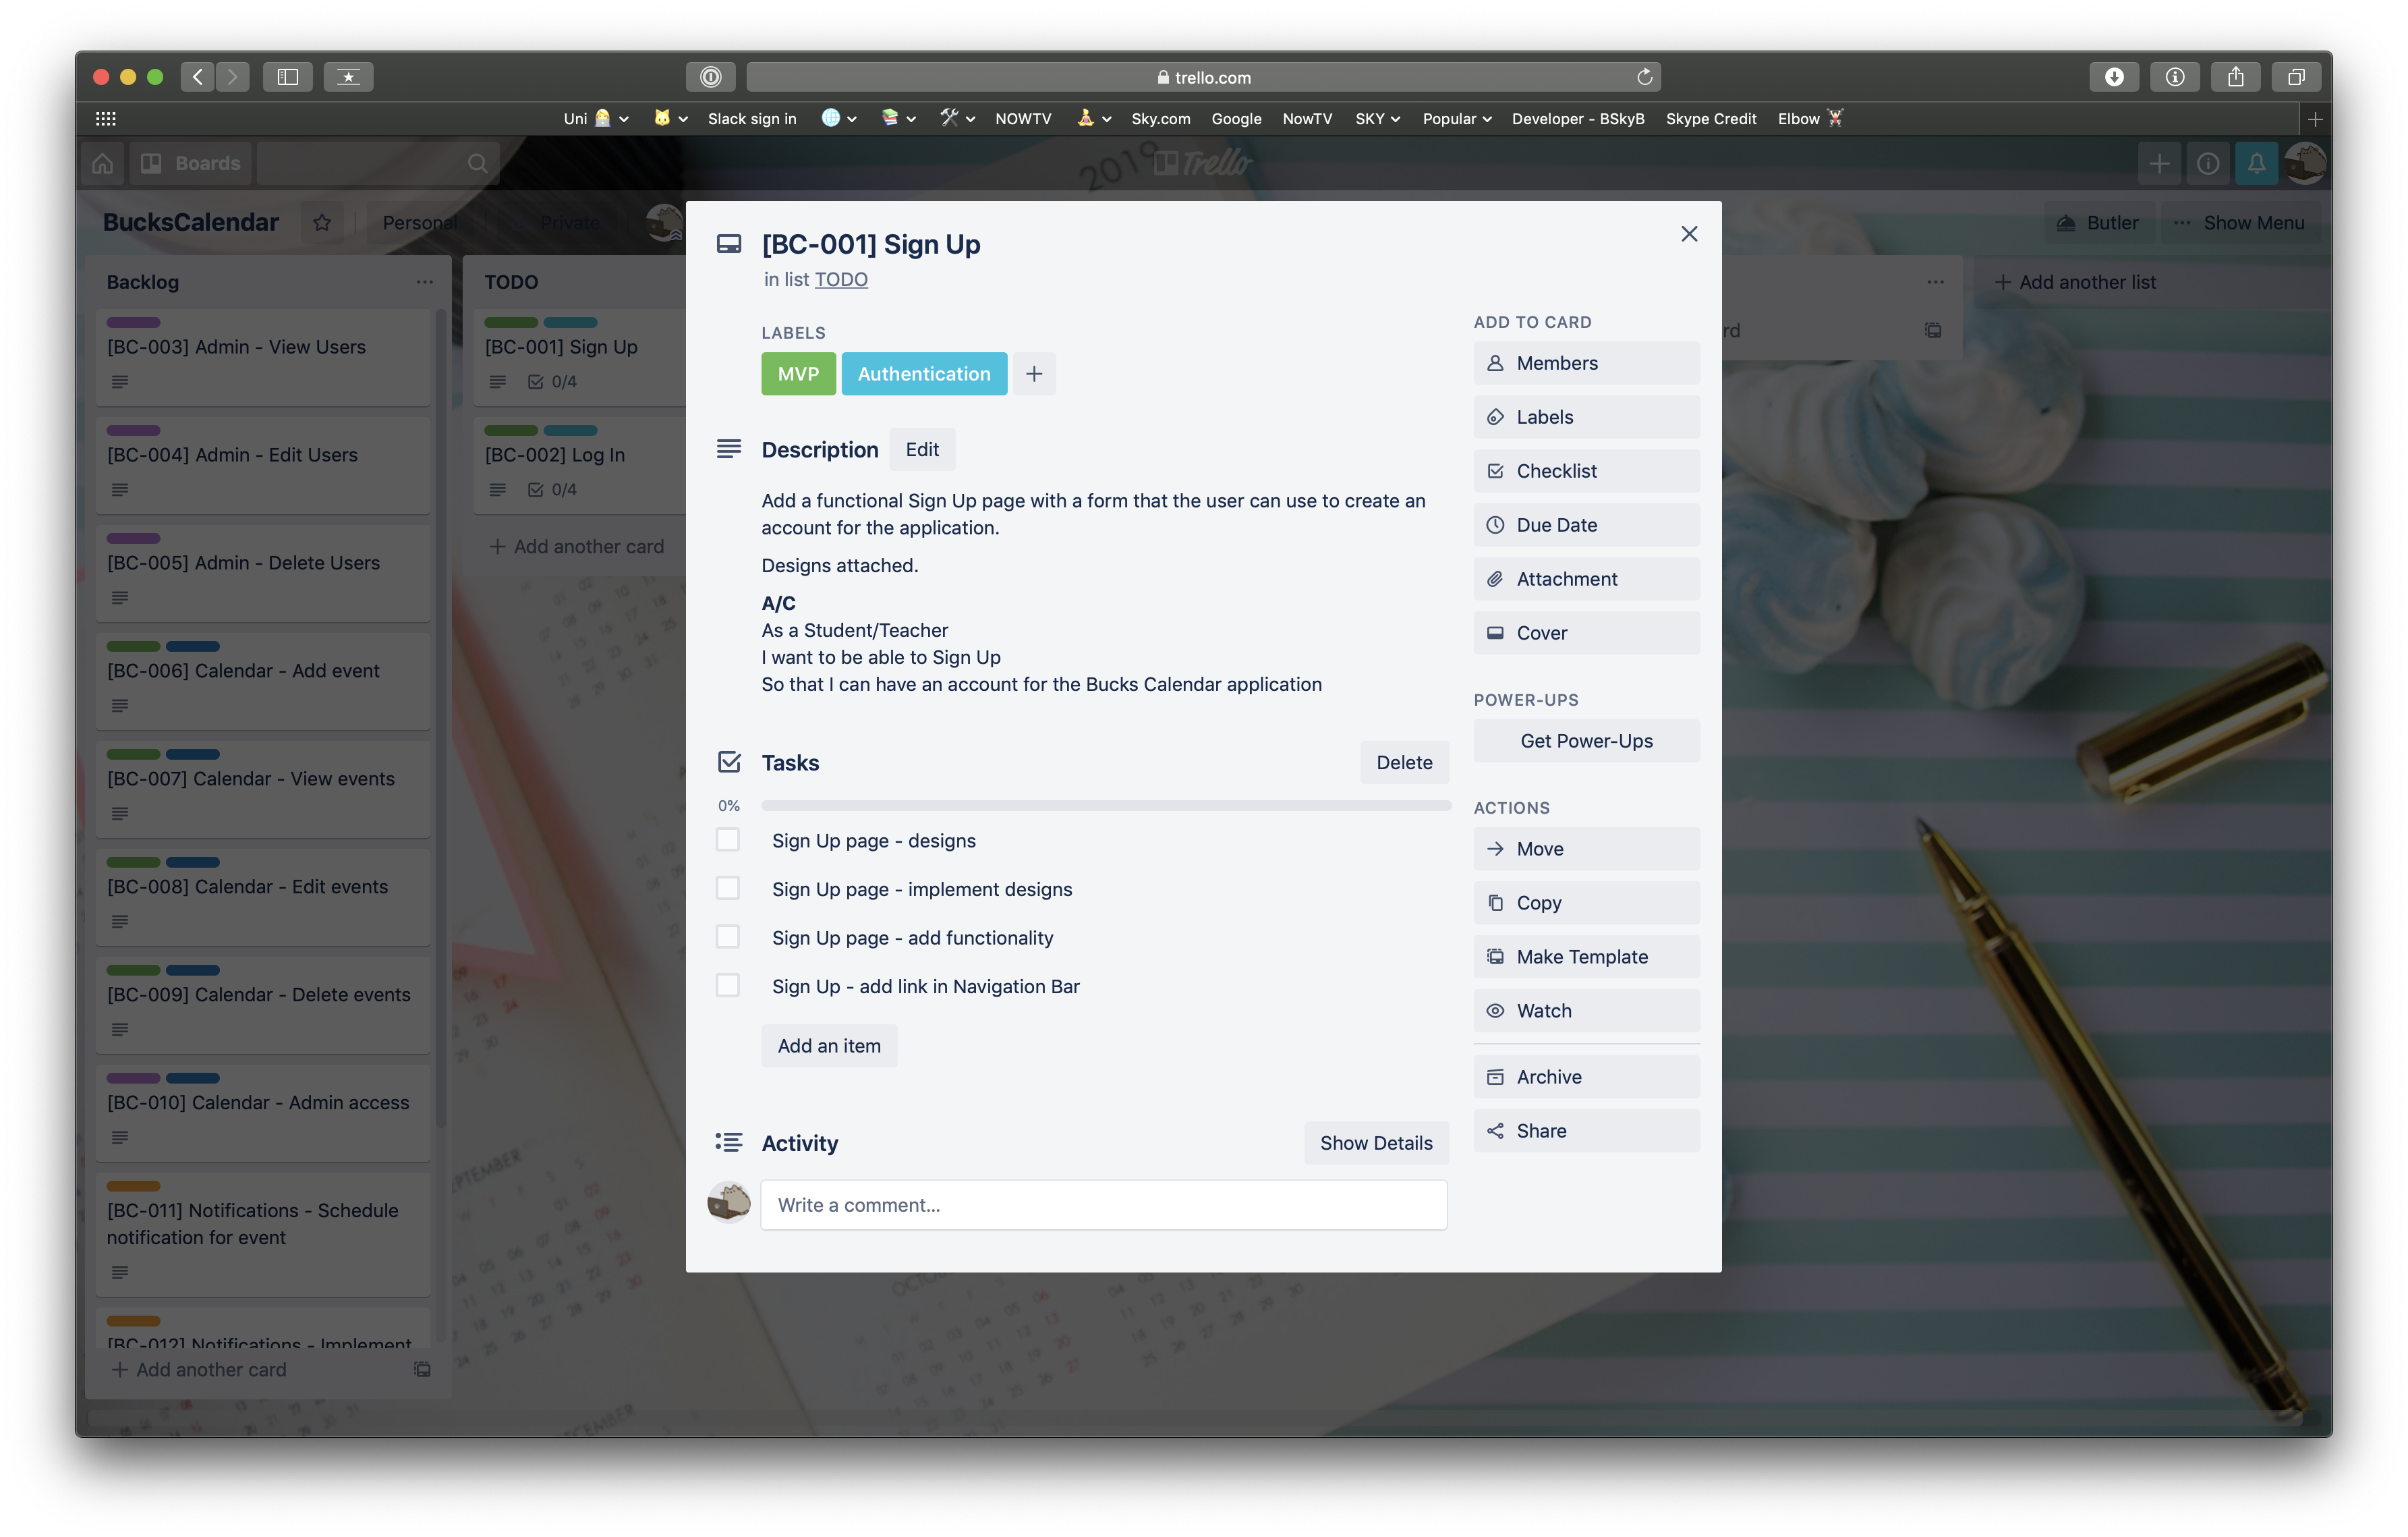 trello.com
Uni
Slack sign in
NOWTV
Sky.com
Google
NowTV
SKY
Popular
Developer - BSkyB
Skype Credit
Elbow
Boards
2019
Trello
BucksCalendar
Personal
Private
Butler
... Show Menu
Backlog
[BC-003] Admin - View Users
[BC-004] Admin - Edit Users
[BC-005] Admin - Delete Users
[BC-006] Calendar - Add event
[BC-007] Calendar - View events
[BC-008] Calendar - Edit events
[BC-009] Calendar - Delete events
[BC-010] Calendar - Admin access
[BC-011] Notifications - Schedule
notification for event
[BC-012] Notifications - Implement
+ Add another card
TODO
[BC-001] Sign Up
0/4
[BC-002] Log In
0/4
+ Add another card
[BC-001] Sign Up
in list TODO
LABELS
MVP
Authentication
+
Description
Edit
Add a functional Sign Up page with a form that the user can use to create an
account for the application.
Designs attached.
A/C
As a Student/Teacher
I want to be able to Sign Up
So that I can have an account for the Bucks Calendar application
Tasks
Delete
0%
Sign Up page - designs
Sign Up page - implement designs
Sign Up page - add functionality
Sign Up - add link in Navigation Bar
Add an item
Activity
Show Details
Write a comment...
ADD TO CARD
Members
Labels
Checklist
Due Date
Attachment
Cover
POWER-UPS
Get Power-Ups
ACTIONS
Move
Copy
Make Template
Watch
Archive
Share
rd
+ Add another list